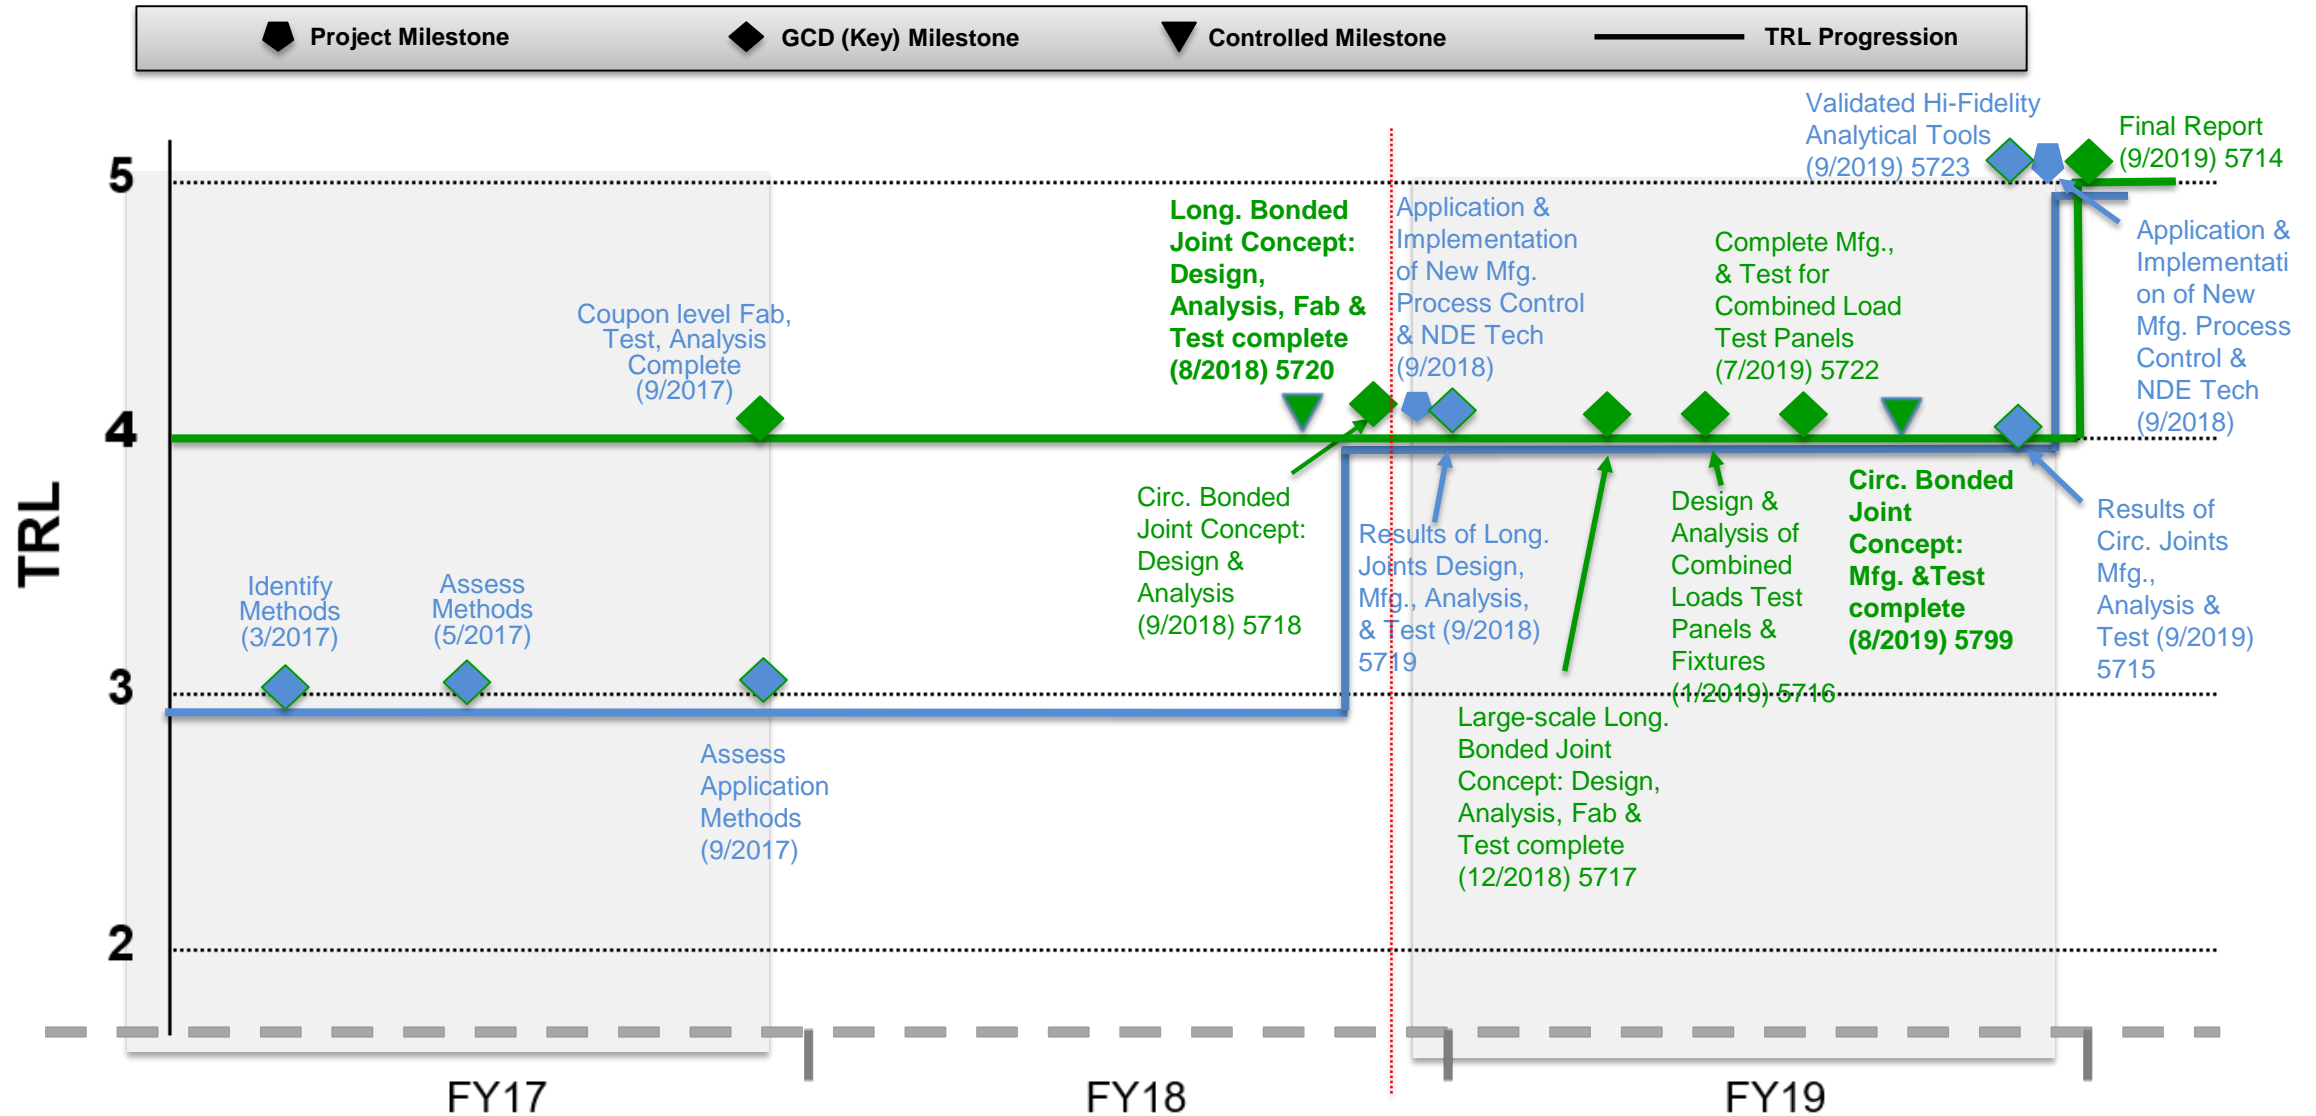 Project Milestone
GCD (Key) Milestone
Controlled Milestone
TRL Progression
TRL
5
4
3
2
Identify
Methods
(3/2017)
Assess
Methods
(5/2017)
Coupon level Fab,
Test, Analysis
Complete
(9/2017)
Assess
Application
Methods
(9/2017)
Long. Bonded
Joint Concept:
Design,
Analysis, Fab &
Test complete
(8/2018) 5720
Circ. Bonded
Joint Concept:
Design &
Analysis
(9/2018) 5718
Application &
Implementation
of New Mfg.
Process Control
& NDE Tech
(9/2018)
Results of Long.
Joints Design,
Mfg., Analysis,
& Test (9/2018)
5719
Large-scale Long.
Bonded Joint
Concept: Design,
Analysis, Fab &
Test complete
(12/2018) 5717
Design &
Analysis of
Combined
Loads Test
Panels &
Fixtures
(1/2019) 5716
Complete Mfg.,
& Test for
Combined Load
Test Panels
(7/2019) 5722
Circ. Bonded
Joint
Concept:
Mfg. &Test
complete
(8/2019) 5799
Validated Hi-Fidelity
Analytical Tools
(9/2019) 5723
Final Report
(9/2019) 5714
Application &
Implementati
on of New
Mfg. Process
Control &
NDE Tech
(9/2018)
Results of
Circ. Joints
Mfg.,
Analysis &
Test (9/2019)
5715
FY17
FY18
FY19